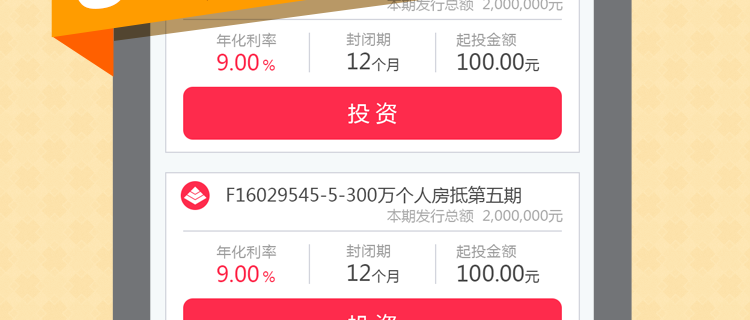 本期发行总额 2,000,000元
年化利率 封闭期 起投金额
9.00% 12个月 100.00元
投资
F16029545-5-300万个人房抵第五期
本期发行总额 2,000,000元
年化利率 封闭期 起投金额
9.00% 12个月 100.00元
投资